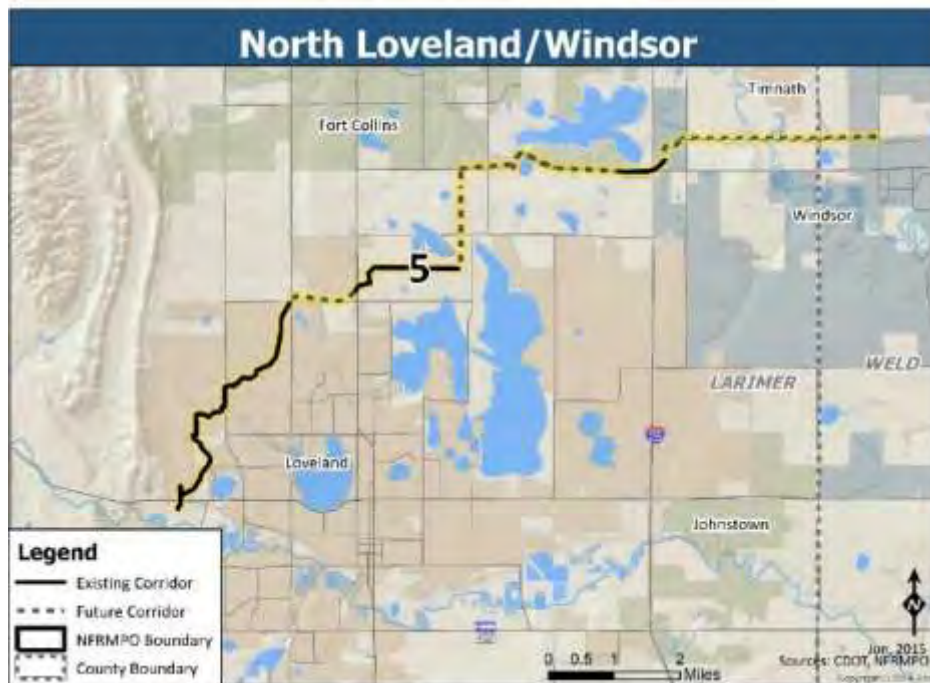 North Loveland/Windsor
Timnath
Fort Collins
Windsor
5
WELD
LARIMER
Loveland
Johnstown
Legend
Existing Corridor
Future Corridor
NFRMPO Boundary
County Boundary
N
0 0.5 1 2
Miles
Jan, 2015
Sources: CDOT, NFRMPO